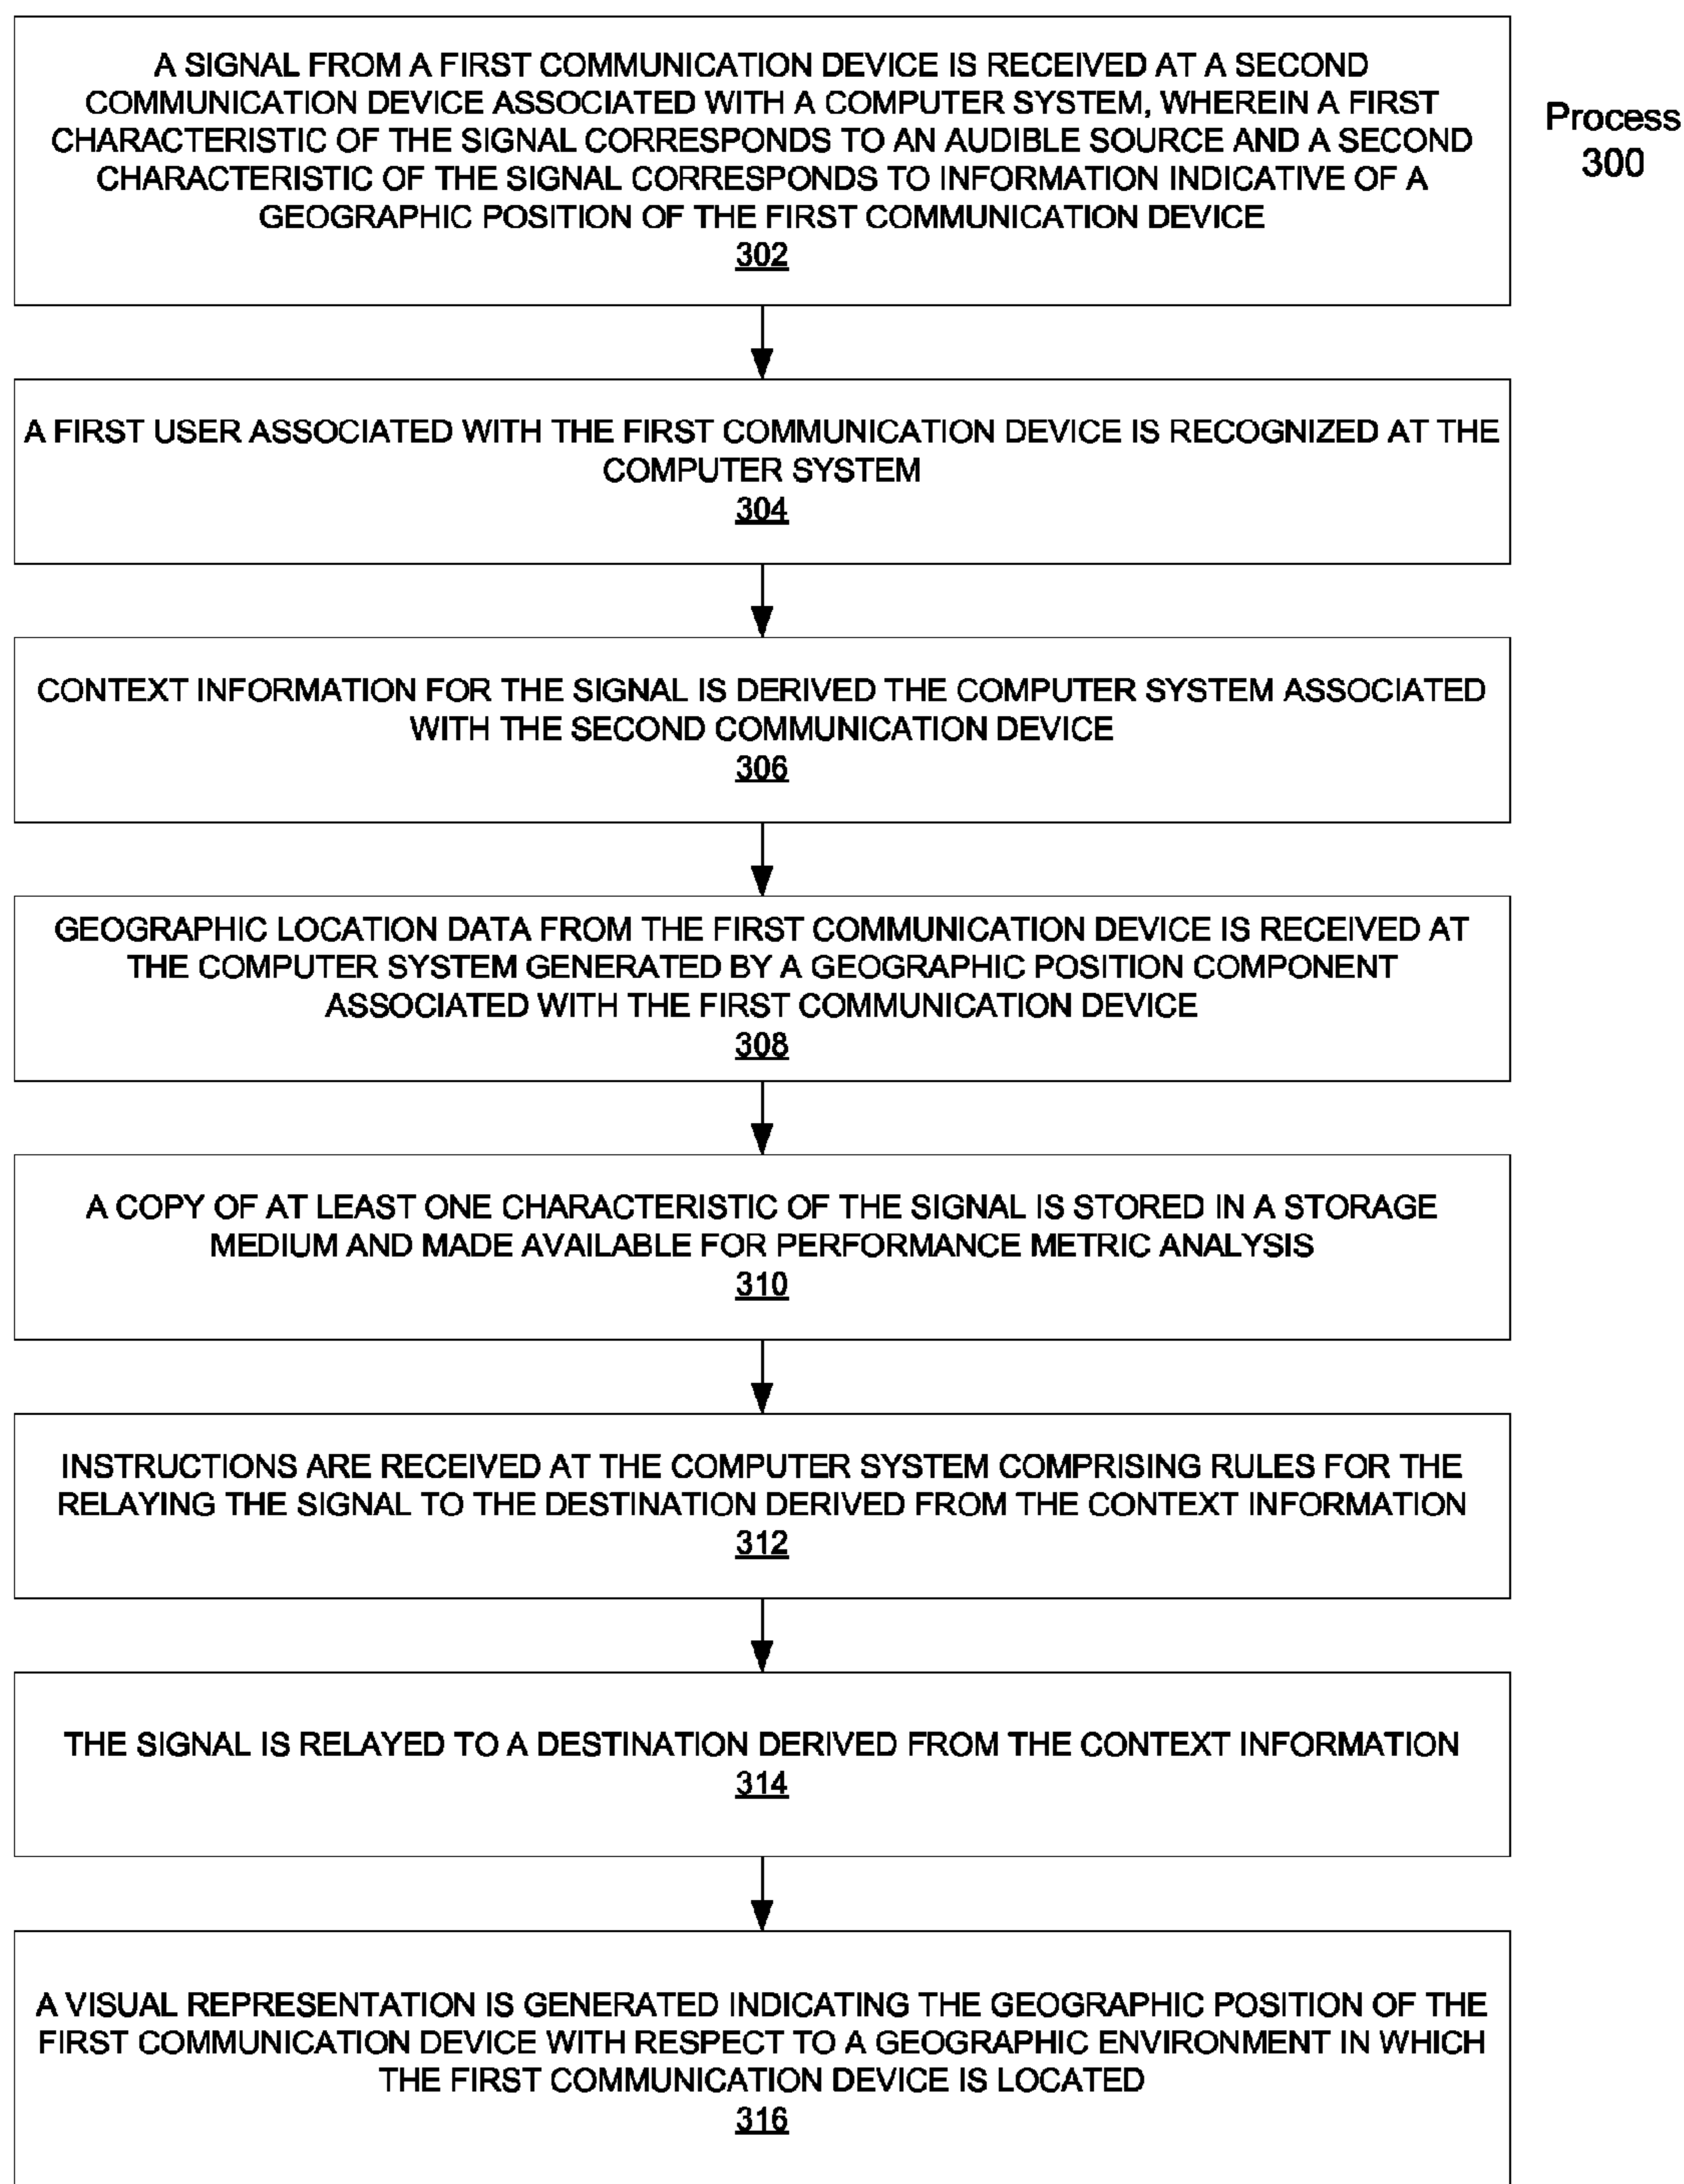 A SIGNAL FROM A FIRST COMMUNICATION DEVICE IS RECEIVED AT A SECOND
COMMUNICATION DEVICE ASSOCIATED WITH A COMPUTER SYSTEM, WHEREIN A FIRST
CHARACTERISTIC OF THE SIGNAL CORRESPONDS TO AN AUDIBLE SOURCE AND A SECOND
CHARACTERISTIC OF THE SIGNAL CORRESPONDS TO INFORMATION INDICATIVE OF A
GEOGRAPHIC POSITION OF THE FIRST COMMUNICATION DEVICE
302
Process
300
A FIRST USER ASSOCIATED WITH THE FIRST COMMUNICATION DEVICE IS RECOGNIZED AT THE
COMPUTER SYSTEM
304
CONTEXT INFORMATION FOR THE SIGNAL IS DERIVED THE COMPUTER SYSTEM ASSOCIATED
WITH THE SECOND COMMUNICATION DEVICE
306
GEOGRAPHIC LOCATION DATA FROM THE FIRST COMMUNICATION DEVICE IS RECEIVED AT
THE COMPUTER SYSTEM GENERATED BY A GEOGRAPHIC POSITION COMPONENT
ASSOCIATED WITH THE FIRST COMMUNICATION DEVICE
308
A COPY OF AT LEAST ONE CHARACTERISTIC OF THE SIGNAL IS STORED IN A STORAGE
MEDIUM AND MADE AVAILABLE FOR PERFORMANCE METRIC ANALYSIS
310
INSTRUCTIONS ARE RECEIVED AT THE COMPUTER SYSTEM COMPRISING RULES FOR THE
RELAYING THE SIGNAL TO THE DESTINATION DERIVED FROM THE CONTEXT INFORMATION
312
THE SIGNAL IS RELAYED TO A DESTINATION DERIVED FROM THE CONTEXT INFORMATION
314
A VISUAL REPRESENTATION IS GENERATED INDICATING THE GEOGRAPHIC POSITION OF THE
FIRST COMMUNICATION DEVICE WITH RESPECT TO A GEOGRAPHIC ENVIRONMENT IN WHICH
THE FIRST COMMUNICATION DEVICE IS LOCATED
316